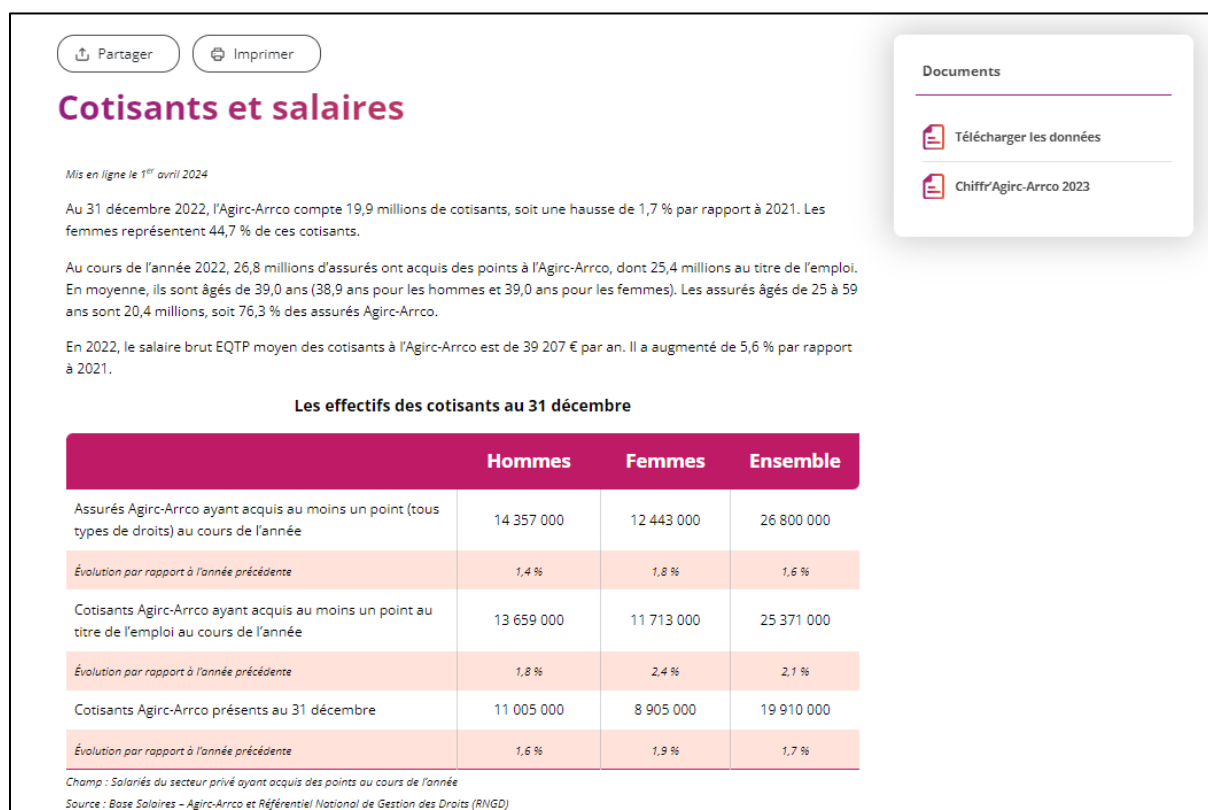 Partager
Imprimer
Cotisants et salaires
Mis en ligne le 1er avril 2024
Au 31 décembre 2022, l’Agirc-Arrco compte 19,9 millions de cotisants, soit une hausse de 1,7 % par rapport à 2021. Les
femmes représentent 44,7 % de ces cotisants.
Au cours de l’année 2022, 26,8 millions d’assurés ont acquis des points à l’Agirc-Arrco, dont 25,4 millions au titre de l’emploi.
En moyenne, ils sont âgés de 39,0 ans (38,9 ans pour les hommes et 39,0 ans pour les femmes). Les assurés âgés de 25 à 59
ans sont 20,4 millions, soit 76,3 % des assurés Agirc-Arrco.
En 2022, le salaire brut EQTP moyen des cotisants à l’Agirc-Arrco est de 39 207 € par an. Il a augmenté de 5,6 % par rapport
à 2021.
Les effectifs des cotisants au 31 décembre
Hommes Femmes Ensemble
Assurés Agirc-Arrco ayant acquis au moins un point (tous
types de droits) au cours de l’année
14 357 000 12 443 000 26 800 000
Évolution par rapport à l’année précédente 1,4 % 1,8 % 1,6 %
Cotisants Agirc-Arrco ayant acquis au moins un point au
titre de l’emploi au cours de l’année
13 659 000 11 713 000 25 371 000
Évolution par rapport à l’année précédente 1,8 % 2,4 % 2,1 %
Cotisants Agirc-Arrco présents au 31 décembre 11 005 000 8 905 000 19 910 000
Évolution par rapport à l’année précédente 1,6 % 1,9 % 1,7 %
Champ : Salariés du secteur privé ayant acquis des points au cours de l’année
Source : Base Salaires – Agirc-Arrco et Référentiel National de Gestion des Droits (RNGD)
Documents
Télécharger les données
Chiffr’Agirc-Arrco 2023